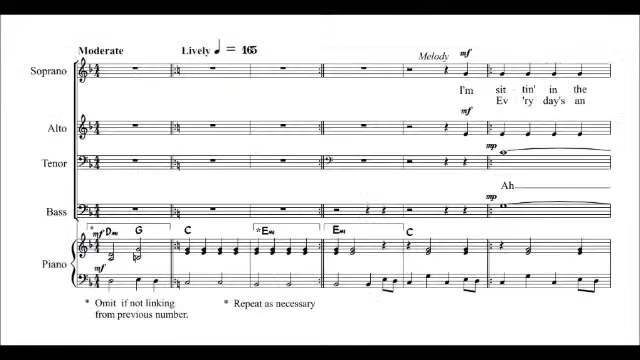 Moderate
Lively ♩ = 165
Soprano
Melody
mf
I'm sit - tin' in the
Ev - 'ry day's an
mf
Alto
Tenor
mp
Ah
Bass
mp
* Dm G C *Em Em C
mf
Piano
mf
* Omit if not linking
from previous number.
* Repeat as necessary